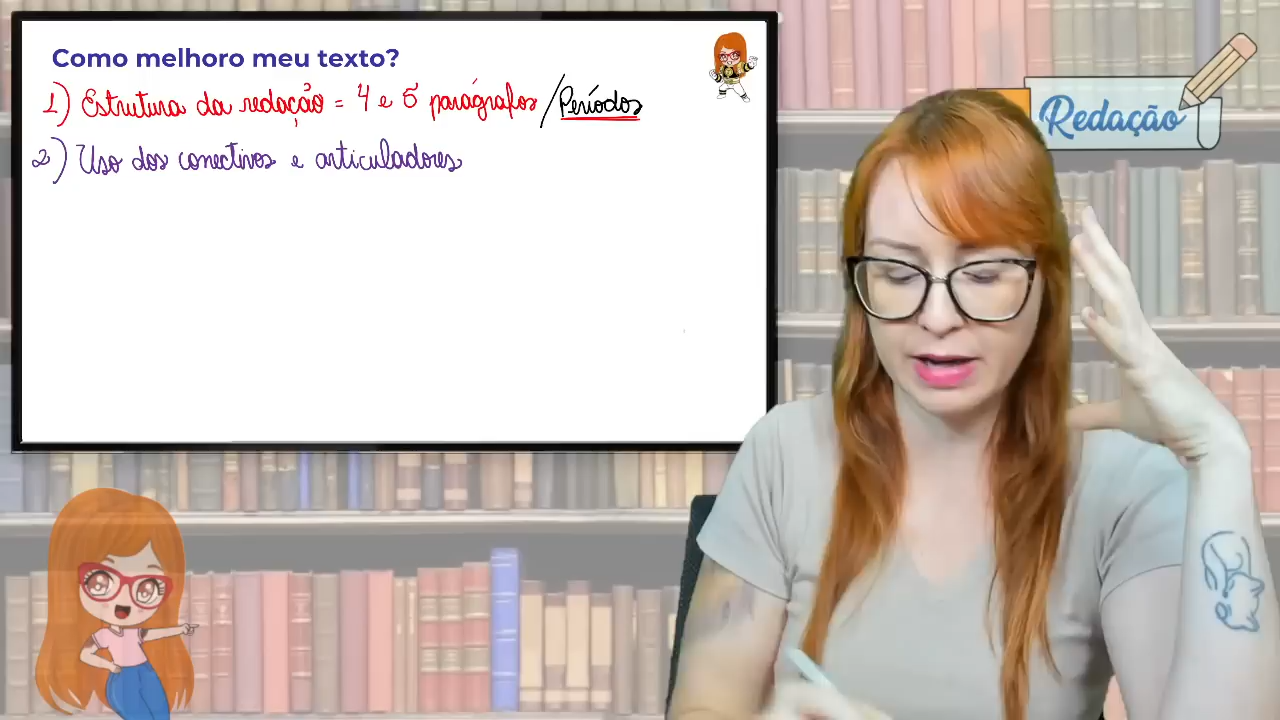 Como melhoro meu texto?
1) Estrutura da redação = 4 e 5 parágrafos / Períodos
2) Uso dos conectivos e articuladores
Redação